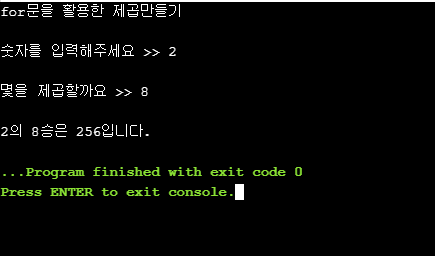 for문을 활용한 제곱만들기
숫자를 입력해주세요 >> 2
몇을 제곱할까요 >> 8
2의 8승은 256입니다.
...Program finished with exit code 0
Press ENTER to exit console.